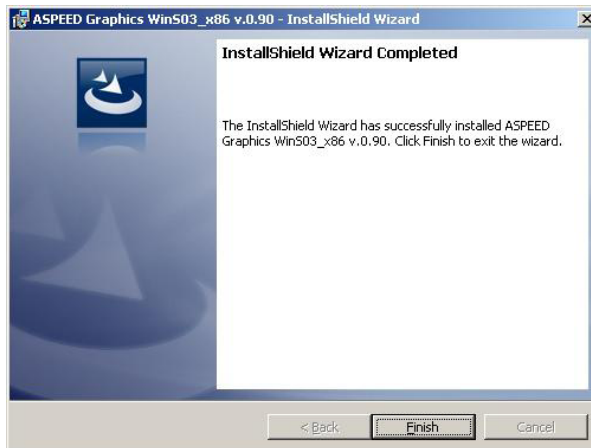 ASPEED Graphics WinS03_x86 v.0.90 - InstallShield Wizard
InstallShield Wizard Completed
The InstallShield Wizard has successfully installed ASPEED
Graphics WinS03_x86 v.0.90. Click Finish to exit the wizard.
< Back
Finish
Cancel